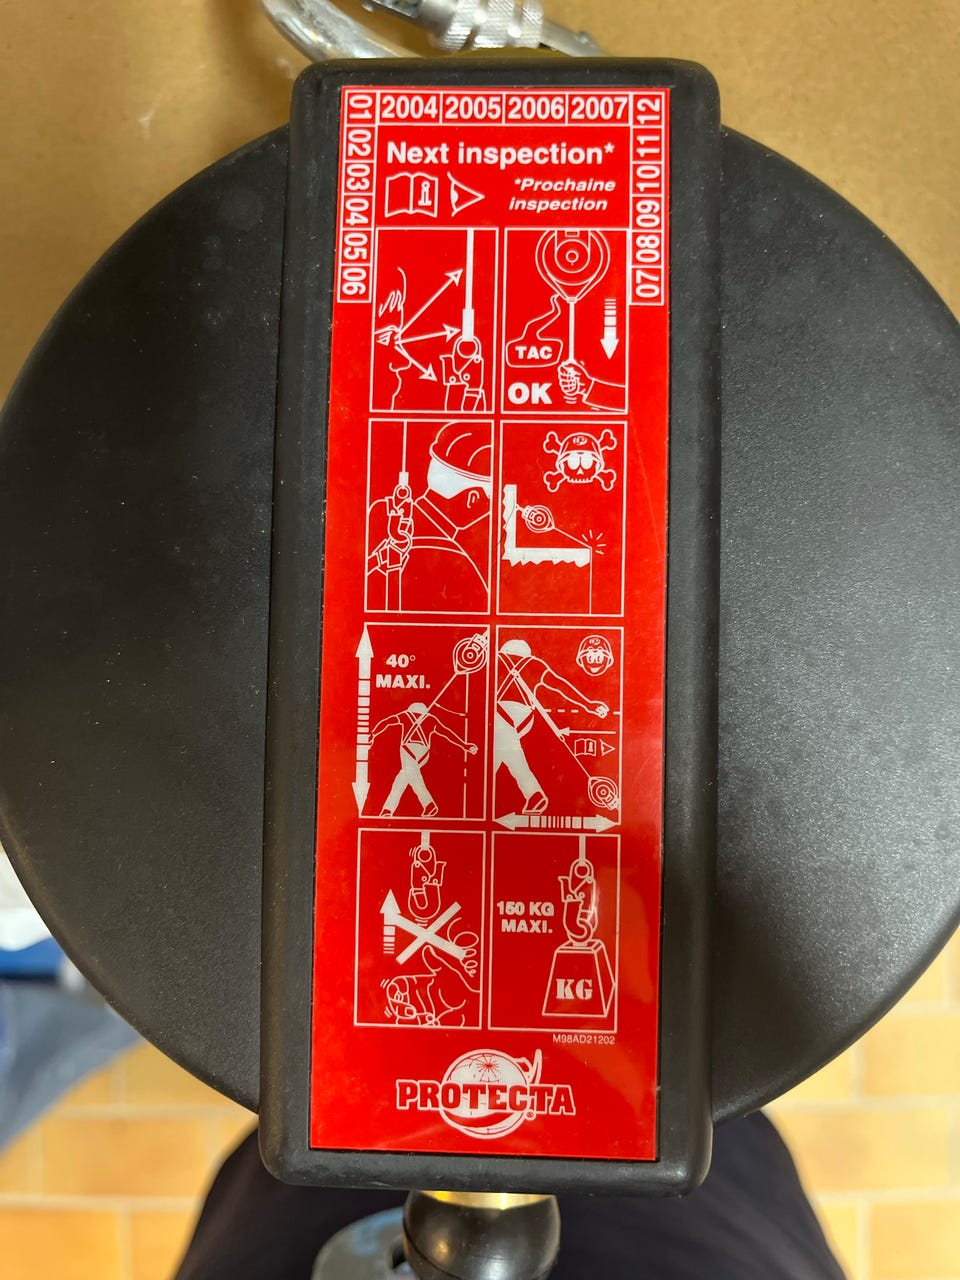 2004 2005 2006 2007
01 02 03 04 05 06
07 08 09 10 11 12
Next inspection*
*Prochaine
inspection
TAC
OK
40°
MAXI.
150 KG
MAXI.
KG
M98AD21202
PROTECTA